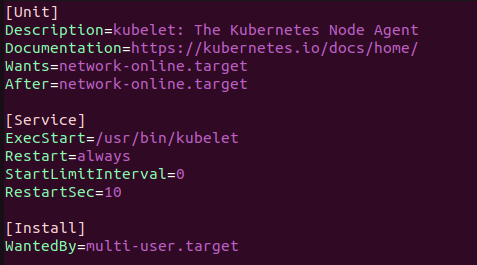 [Unit]
Description=kubelet: The Kubernetes Node Agent
Documentation=https://kubernetes.io/docs/home/
Wants=network-online.target
After=network-online.target
[Service]
ExecStart=/usr/bin/kubelet
Restart=always
StartLimitInterval=0
RestartSec=10
[Install]
WantedBy=multi-user.target